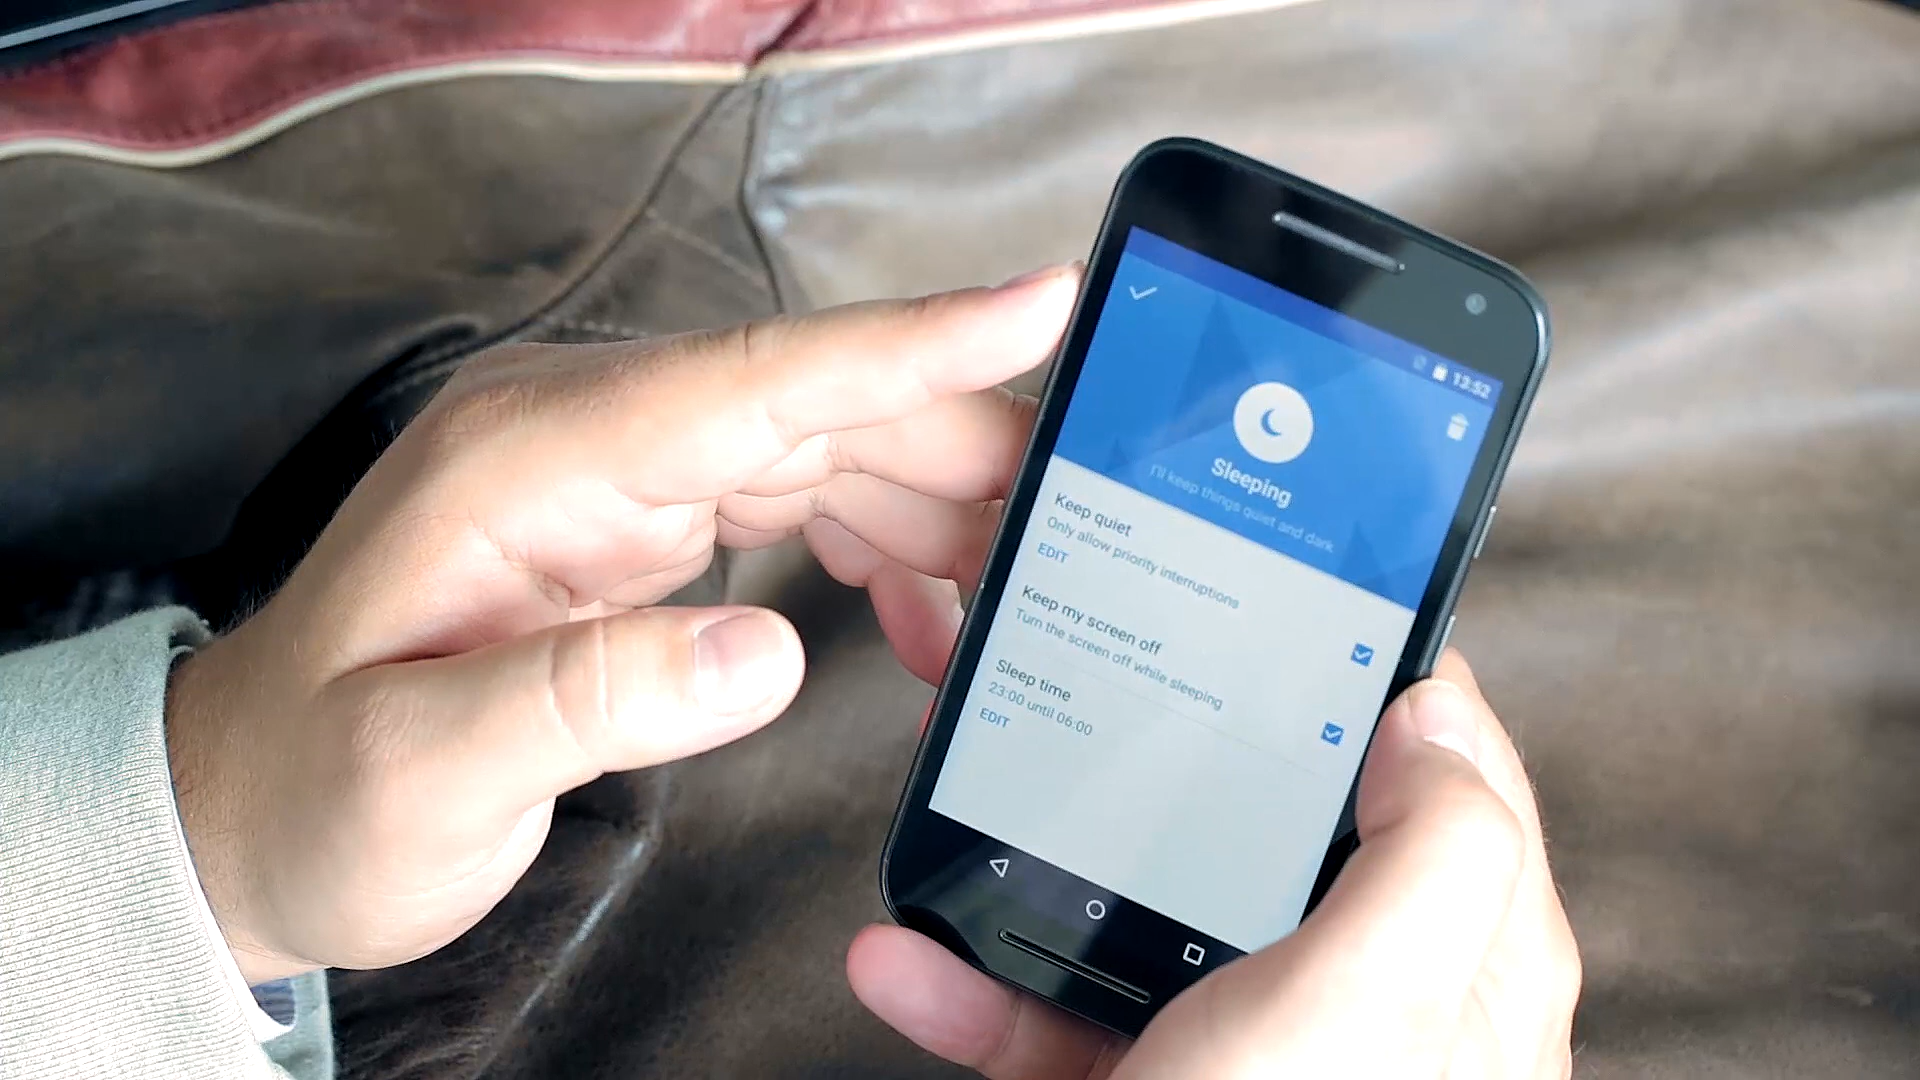 13:52
Sleeping
I'll keep things quiet and dark
Keep quiet
Only allow priority interruptions
EDIT
Keep my screen off
Turn the screen off while sleeping
Sleep time
23:00 until 06:00
EDIT